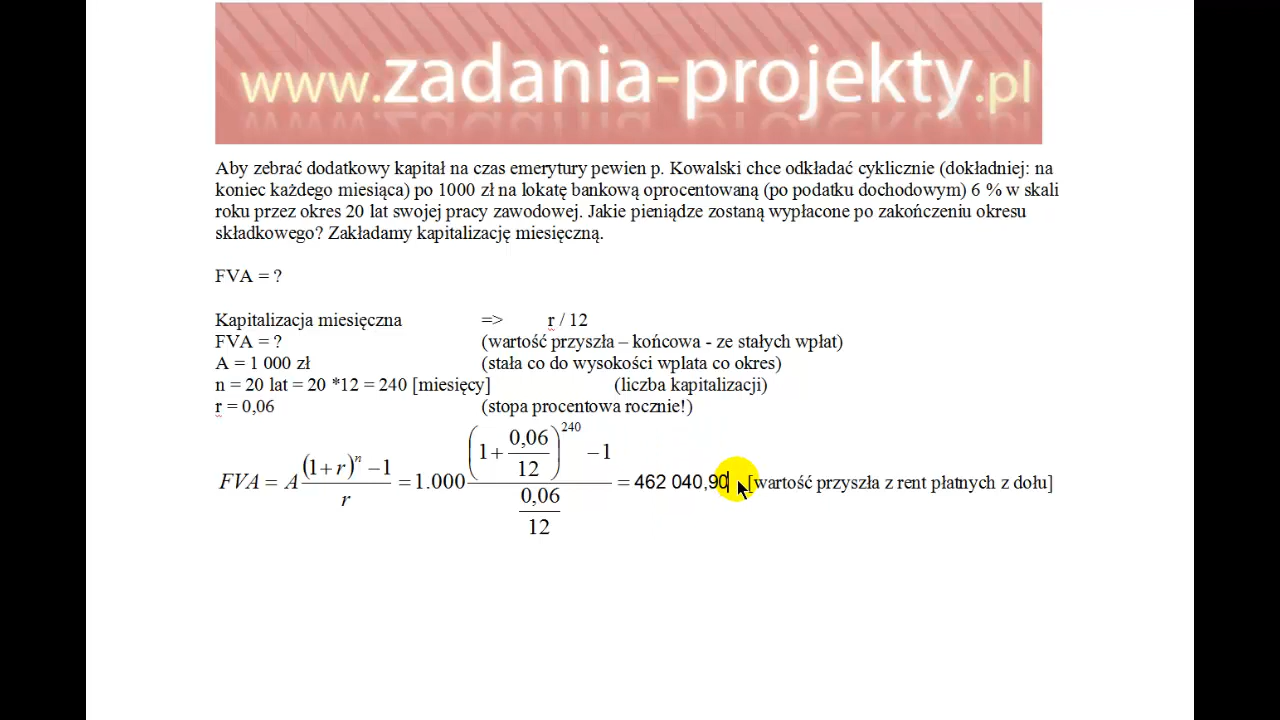 www.zadania-projekty.pl
Aby zebrać dodatkowy kapitał na czas emerytury pewien p. Kowalski chce odkładać cyklicznie (dokładniej: na
koniec każdego miesiąca) po 1000 zł na lokatę bankową oprocentowaną (po podatku dochodowym) 6 % w skali
roku przez okres 20 lat swojej pracy zawodowej. Jakie pieniądze zostaną wypłacone po zakończeniu okresu
składkowego? Zakładamy kapitalizację miesięczną.
FVA = ?
Kapitalizacja miesięczna => r / 12
FVA = ? (wartość przyszła – końcowa - ze stałych wpłat)
A = 1 000 zł (stała co do wysokości wplata co okres)
n = 20 lat = 20 *12 = 240 [miesięcy] (liczba kapitalizacji)
r = 0,06 (stopa procentowa rocznie!)
FVA = A ((1+r)^n −1)/r = 1.000 ((1+0,06/12)^240 −1)/(0,06/12) = 462 040,90 [wartość przyszła z rent płatnych z dołu]